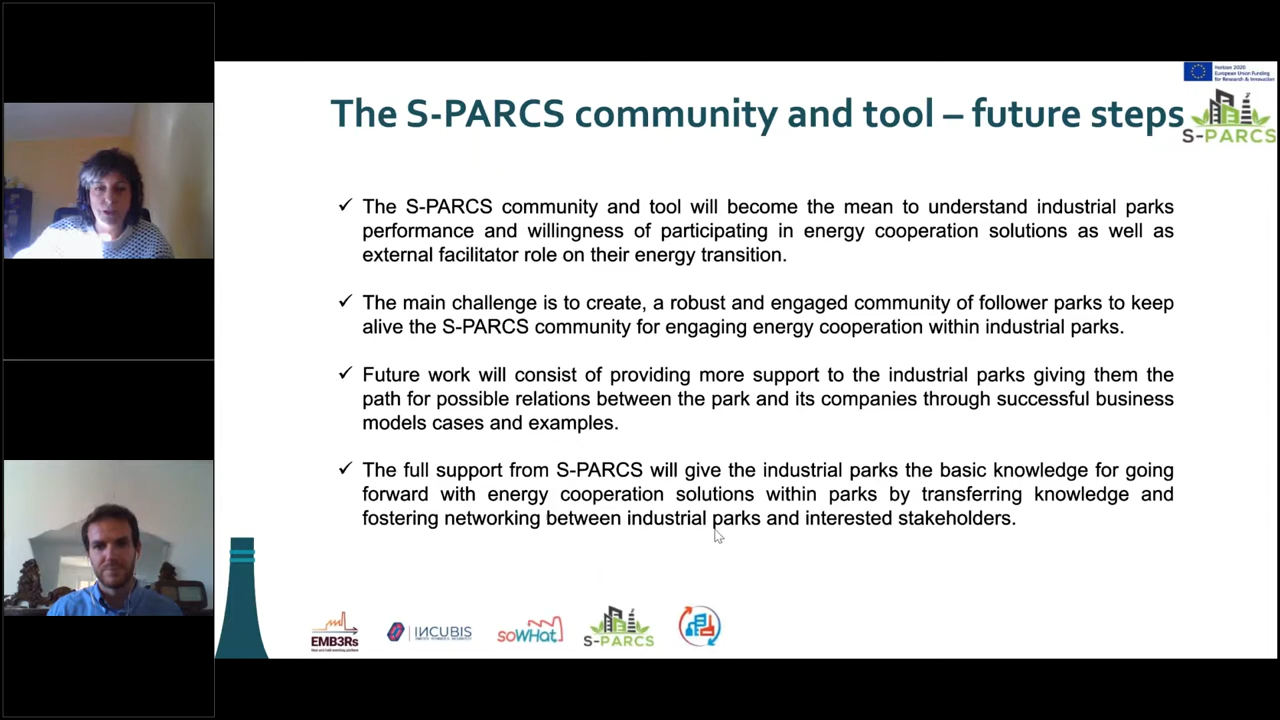 Horizon 2020
European Union Funding
for Research & Innovation
The S-PARCS community and tool – future steps
S-PARCS
✓ The S-PARCS community and tool will become the mean to understand industrial parks
performance and willingness of participating in energy cooperation solutions as well as
external facilitator role on their energy transition.
✓ The main challenge is to create, a robust and engaged community of follower parks to keep
alive the S-PARCS community for engaging energy cooperation within industrial parks.
✓ Future work will consist of providing more support to the industrial parks giving them the
path for possible relations between the park and its companies through successful business
models cases and examples.
✓ The full support from S-PARCS will give the industrial parks the basic knowledge for going
forward with energy cooperation solutions within parks by transferring knowledge and
fostering networking between industrial parks and interested stakeholders.
EMB3Rs
INCUBIS
soWHat
S-PARCS